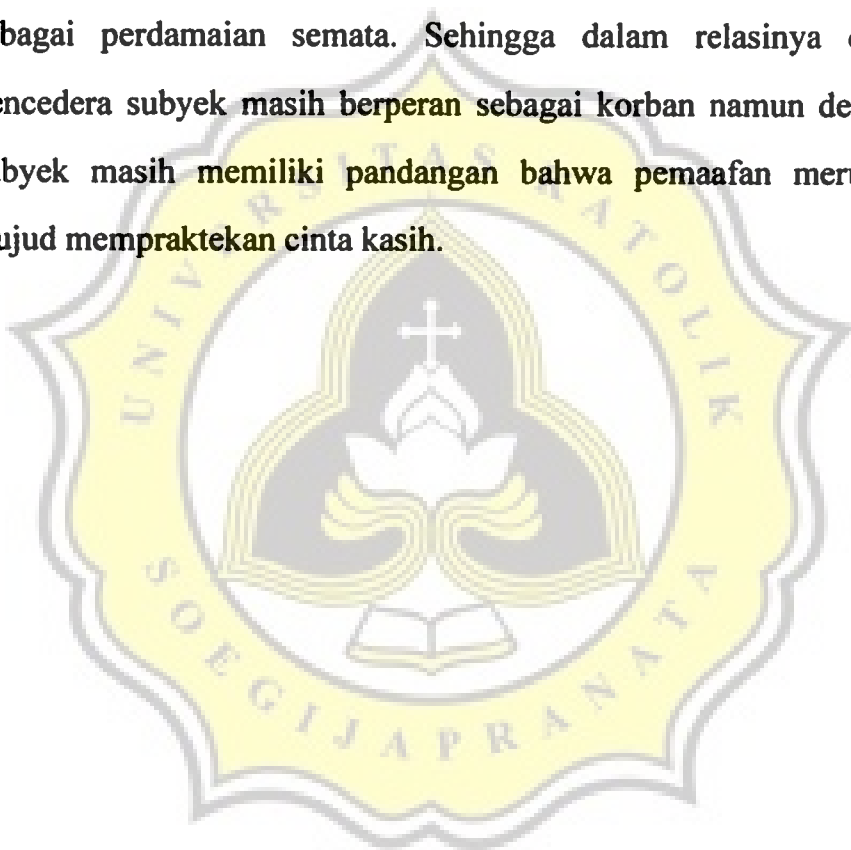 bagai perdamaian semata. Sehingga dalam relasinya
encedera subyek masih berperan sebagai korban namun de
byek masih memiliki pandangan bahwa pemaafan meru
ujud mempraktekan cinta kasih.
UNIVERSITAS KATOLIK
SOEGIJAPRANATA